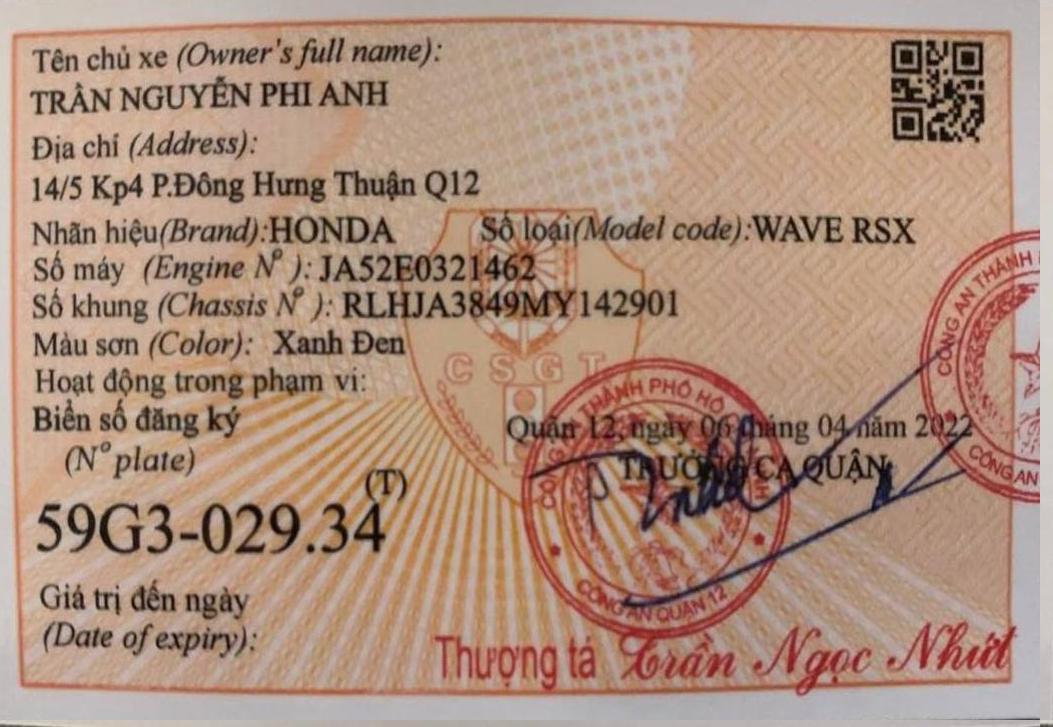 Tên chủ xe (Owner's full name):
TRẦN NGUYỄN PHI ANH
Địa chỉ (Address):
14/5 Kp4 P.Đông Hưng Thuận Q12
Nhãn hiệu(Brand):HONDA Số loại(Model code):WAVE RSX
Số máy (Engine Nº): JA52E0321462
Số khung (Chassis Nº): RLHJA3849MY142901
Màu sơn (Color): Xanh Đen
CSGT
Hoạt động trong phạm vi:
Biển số đăng ký
(Nº plate)
59G3-029.34 (T)
Giá trị đến ngày
(Date of expiry):
Quận 12, ngày 06 tháng 04 năm 2022
TRƯỞNG CA QUẬN
CÔNG AN QUẬN 12
Thượng tá Trần Ngọc Nhút
CÔNG AN THÀNH
CÔNG AN